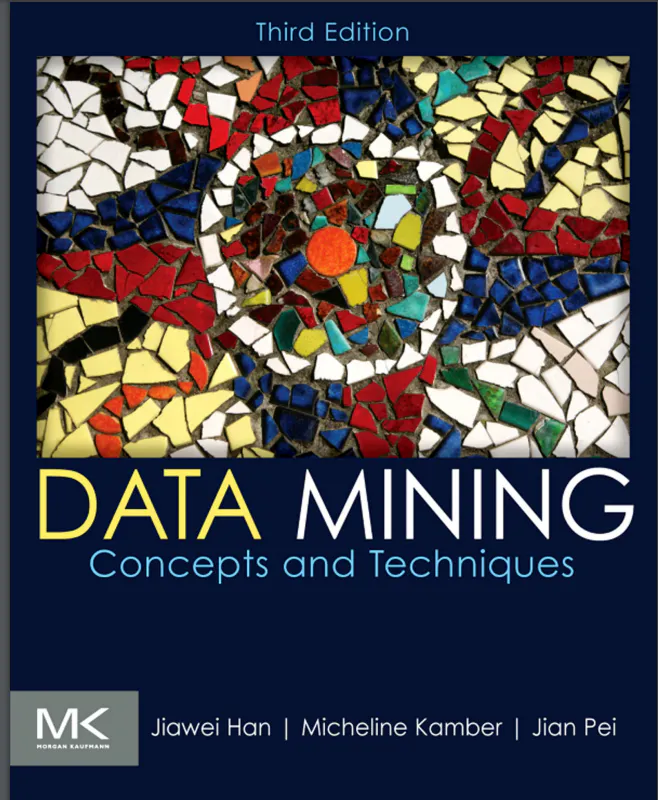 Third Edition
DATA MINING
Concepts and Techniques
MK
MORGAN KAUFMANN
Jiawei Han | Micheline Kamber | Jian Pei